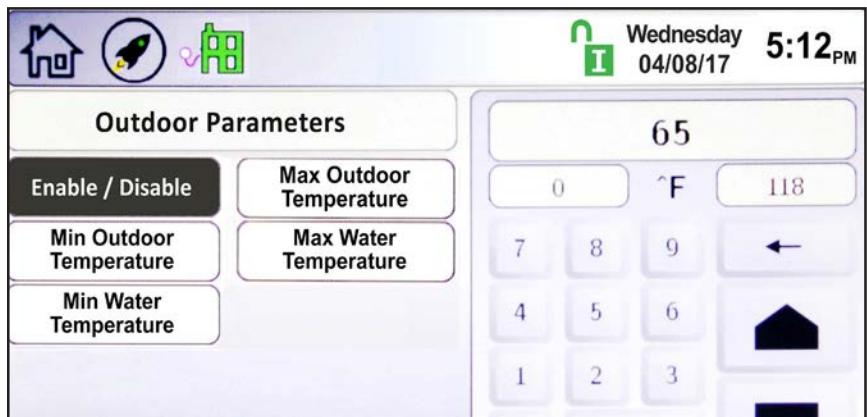 I
Wednesday
04/08/17
5:12PM
Outdoor Parameters
Enable / Disable
Max Outdoor
Temperature
Min Outdoor
Temperature
Max Water
Temperature
Min Water
Temperature
65
0
^F
118
7 8 9 ←
4 5 6
1 2 3